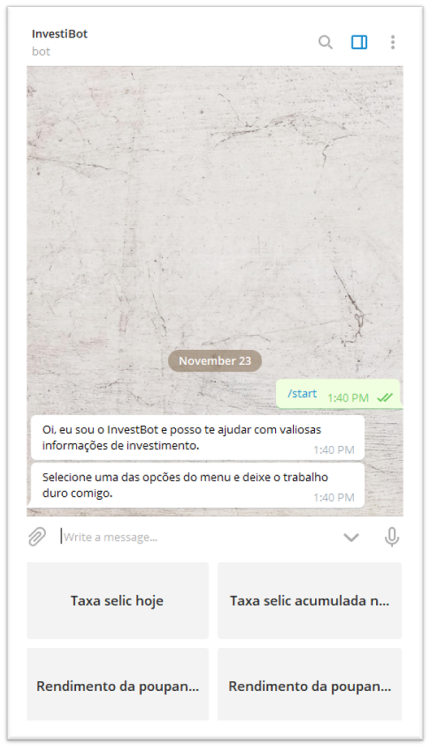 InvestiBot
bot
November 23
/start
1:40 PM
Oi, eu sou o InvestBot e posso te ajudar com valiosas
informações de investimento.
1:40 PM
Selecione uma das opções do menu e deixe o trabalho
duro comigo.
1:40 PM
Write a message...
Taxa selic hoje
Taxa selic acumulada n...
Rendimento da poupan...
Rendimento da poupan...